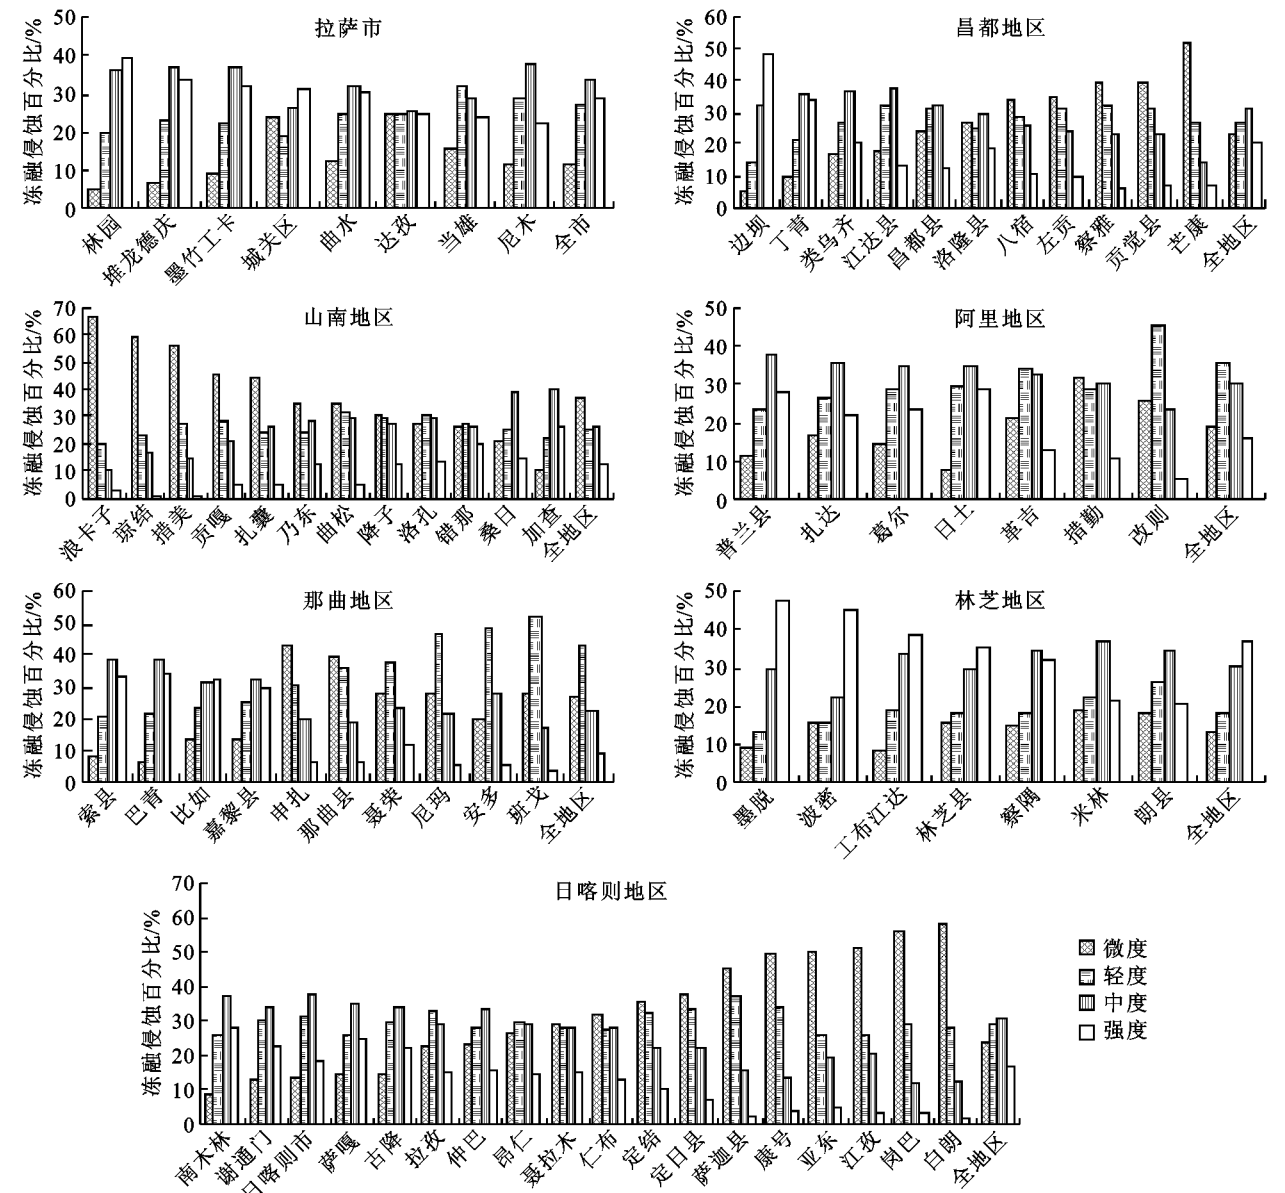 拉萨市
冻融侵蚀百分比/%
50
40
30
20
10
0
林园 堆龙德庆 墨竹工卡 城关区 曲水 达孜 当雄 尼木 全市
昌都地区
冻融侵蚀百分比/%
60
50
40
30
20
10
0
边坝 丁青 类乌齐 江达县 昌都县 洛隆县 八宿 左贡 察雅 贡觉县 芒康 全地区
山南地区
冻融侵蚀百分比/%
70
60
50
40
30
20
10
0
浪卡子 琼结 措美 贡嘎 扎囊 乃东 曲松 降子 洛孔 错那 桑日 加查 全地区
阿里地区
冻融侵蚀百分比/%
50
40
30
20
10
0
普兰县 扎达 葛尔 日土 革吉 措勤 改则 全地区
那曲地区
冻融侵蚀百分比/%
60
50
40
30
20
10
0
索县 巴青 比如 嘉黎县 申扎 那曲县 聂荣 尼玛 安多 班戈 全地区
林芝地区
冻融侵蚀百分比/%
50
40
30
20
10
0
墨脱 波密 工布江达 林芝县 察隅 米林 朗县 全地区
日喀则地区
冻融侵蚀百分比/%
70
60
50
40
30
20
10
0
南木林 谢通门 日喀则市 萨嘎 古降 拉孜 仲巴 昂仁 聂拉木 仁布 定结 定日县 萨迦县 康号 亚东 江孜 岗巴 白朗 全地区
微度
轻度
中度
强度